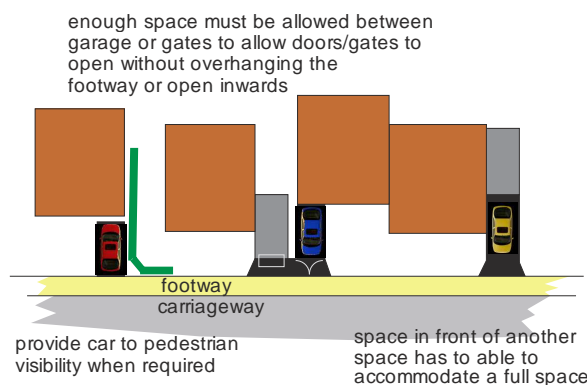 enough space must be allowed between
garage or gates to allow doors/gates to
open without overhanging the
footway or open inwards
footway
carriageway
provide car to pedestrian
visibility when required
space in front of another
space has to able to
accommodate a full space